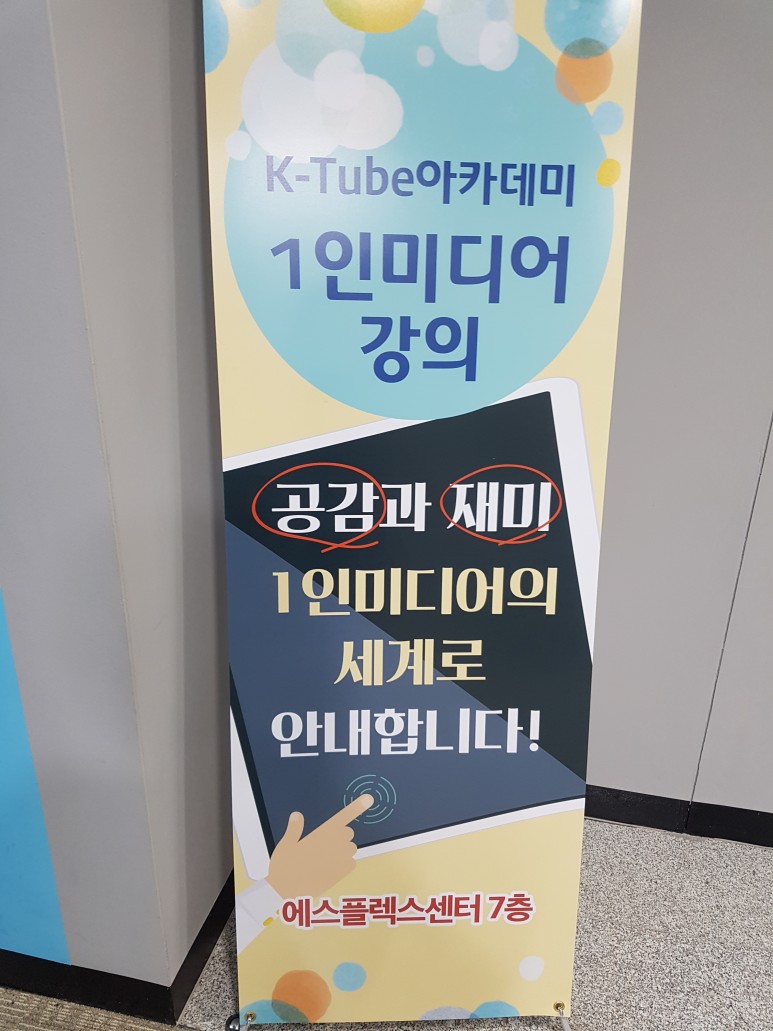 K-Tube아카데미
1인미디어
강의
공감과 재미
1인미디어의
세계로
안내합니다!
에스플렉스센터 7층